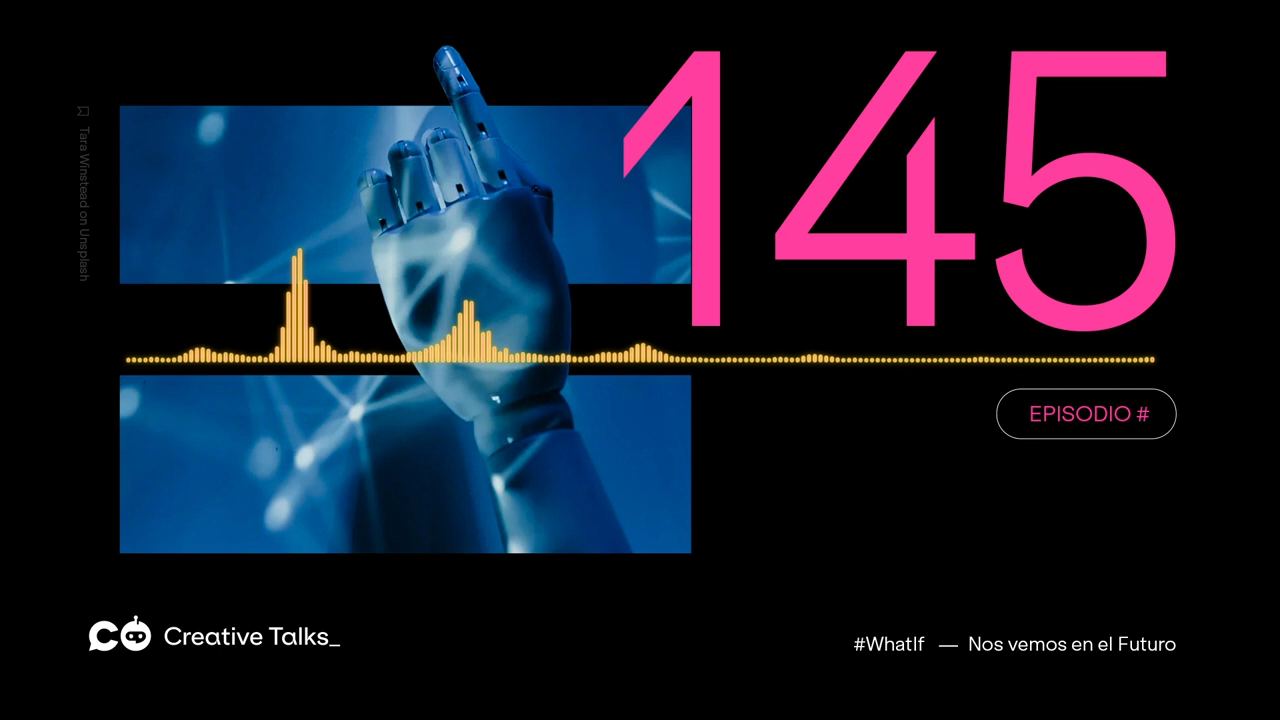 145
EPISODIO #
Tara Winstead on Unsplash
Creative Talks_
#WhatIf — Nos vemos en el Futuro